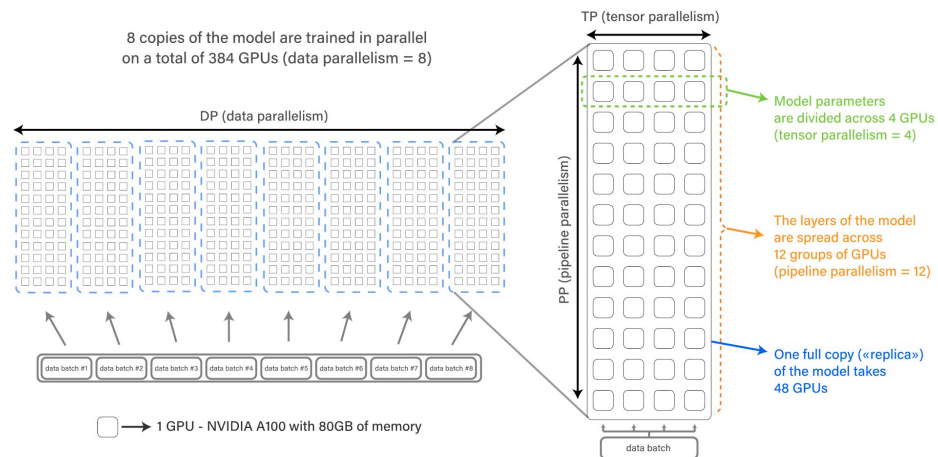 8 copies of the model are trained in parallel
on a total of 384 GPUs (data parallelism = 8)
DP (data parallelism)
data batch #1
data batch #2
data batch #3
data batch #4
data batch #5
data batch #6
data batch #7
data batch #8
1 GPU - NVIDIA A100 with 80GB of memory
TP (tensor parallelism)
PP (pipeline parallelism)
data batch
Model parameters
are divided across 4 GPUs
(tensor parallelism = 4)
The layers of the model
are spread across
12 groups of GPUs
(pipeline parallelism = 12)
One full copy («replica»)
of the model takes
48 GPUs